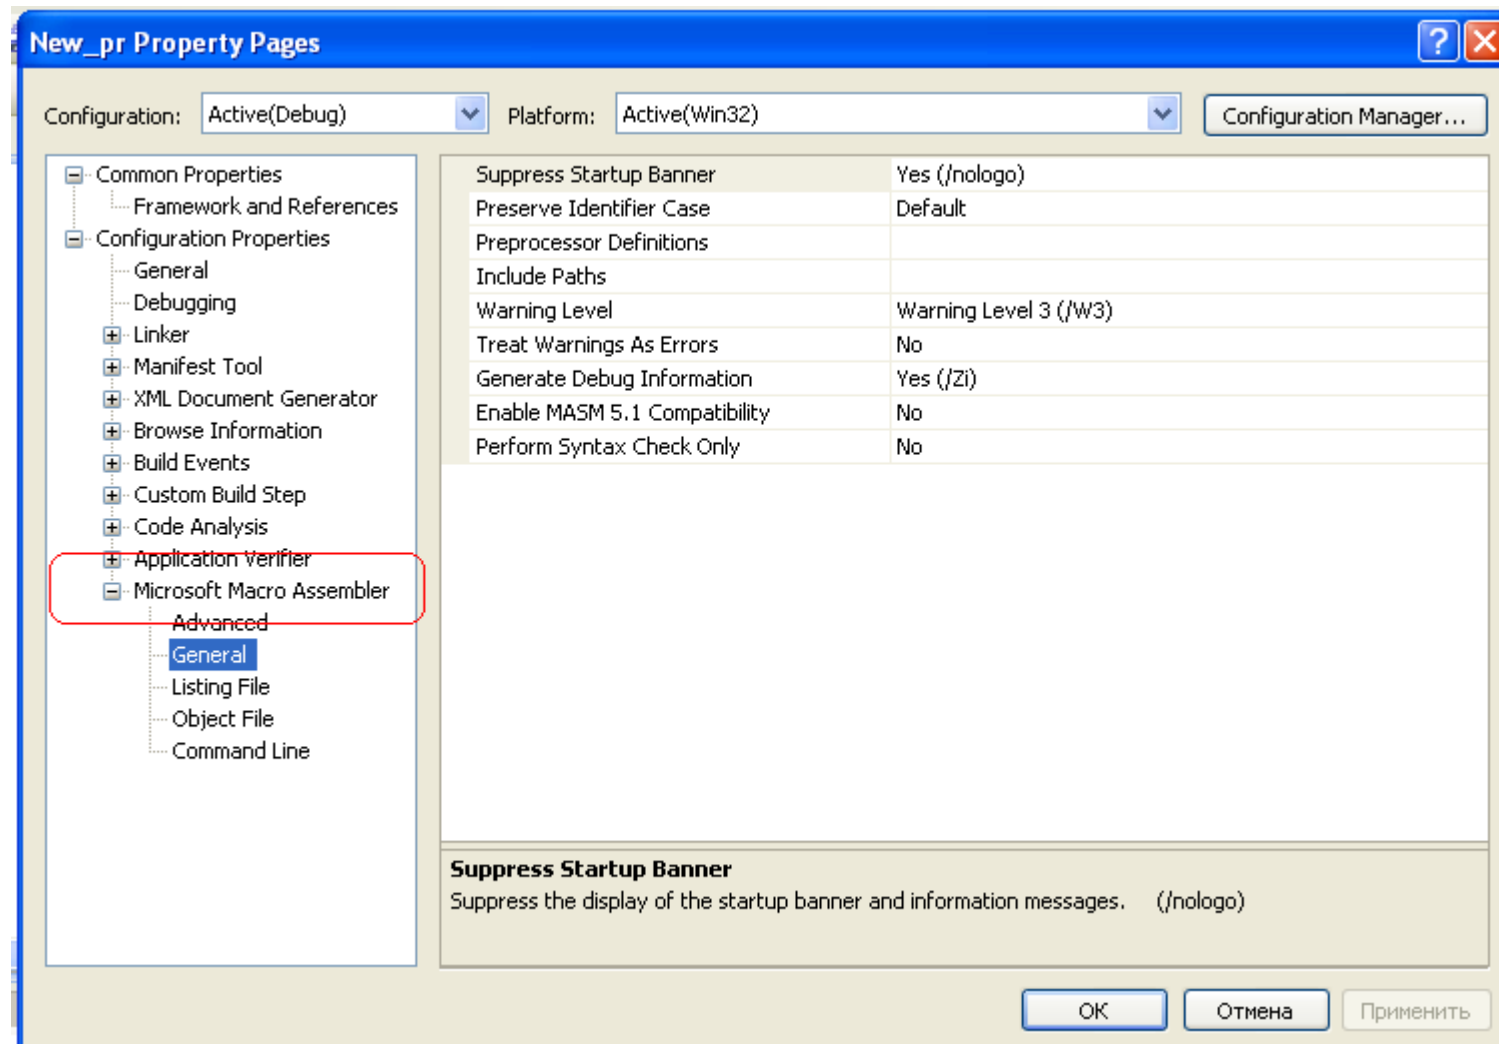 New_pr Property Pages
Configuration: Active(Debug) Platform: Active(Win32) Configuration Manager...
Common Properties
Framework and References
Configuration Properties
General
Debugging
Linker
Manifest Tool
XML Document Generator
Browse Information
Build Events
Custom Build Step
Code Analysis
Application Verifier
Microsoft Macro Assembler
Advanced
General
Listing File
Object File
Command Line
Suppress Startup Banner Yes (/nologo)
Preserve Identifier Case Default
Preprocessor Definitions
Include Paths
Warning Level Warning Level 3 (/W3)
Treat Warnings As Errors No
Generate Debug Information Yes (/Zi)
Enable MASM 5.1 Compatibility No
Perform Syntax Check Only No
Suppress Startup Banner
Suppress the display of the startup banner and information messages. (/nologo)
ОК Отмена Применить